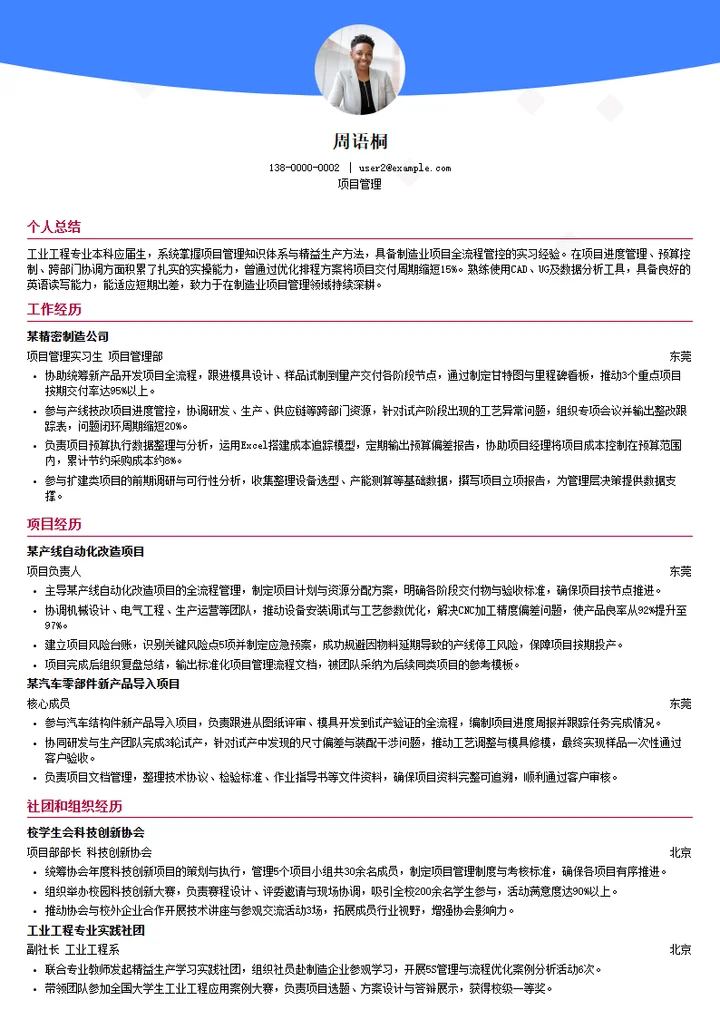 周语桐
138-0000-0002 | user2@example.com
项目管理
个人总结
工业工程专业本科应届生，系统掌握项目管理知识体系与精益生产方法，具备制造业项目全流程管控的实习经验。在项目进度管理、预算控
制、跨部门协调方面积累了扎实的实操能力，曾通过优化排程方案将项目交付周期缩短15%。熟练使用CAD、UG及数据分析工具，具备良好的
英语读写能力，能适应短期出差，致力于在制造业项目管理领域持续深耕。
工作经历
某精密制造公司
项目管理实习生 项目管理部 东莞
• 协助统筹新产品开发项目全流程，跟进模具设计、样品试制到量产交付各阶段节点，通过制定甘特图与里程碑看板，推动3个重点项目
按期交付率达95%以上。
• 参与产线技改项目进度管控，协调研发、生产、供应链等跨部门资源，针对试产阶段出现的工艺异常问题，组织专项会议并输出整改跟
踪表，问题闭环周期缩短20%。
• 负责项目预算执行数据整理与分析，运用Excel搭建成本追踪模型，定期输出预算偏差报告，协助项目经理将项目成本控制在预算范围
内，累计节约采购成本约8%。
• 参与扩建类项目的前期调研与可行性分析，收集整理设备选型、产能测算等基础数据，撰写项目立项报告，为管理层决策提供数据支
撑。
项目经历
某产线自动化改造项目
项目负责人 东莞
• 主导某产线自动化改造项目的全流程管理，制定项目计划与资源分配方案，明确各阶段交付物与验收标准，确保项目按节点推进。
• 协调机械设计、电气工程、生产运营等团队，推动设备安装调试与工艺参数优化，解决CNC加工精度偏差问题，使产品良率从92%提升至
97%。
• 建立项目风险台账，识别关键风险点5项并制定应急预案，成功规避因物料延期导致的产线停工风险，保障项目按期投产。
• 项目完成后组织复盘总结，输出标准化项目管理流程文档，被团队采纳为后续同类项目的参考模板。
某汽车零部件新产品导入项目
核心成员 东莞
• 参与汽车结构件新产品导入项目，负责跟进从图纸评审、模具开发到试产验证的全流程，编制项目进度周报并跟踪任务完成情况。
• 协同研发与生产团队完成3轮试产，针对试产中发现的尺寸偏差与装配干涉问题，推动工艺调整与模具修模，最终实现样品一次性通过
客户验收。
• 负责项目文档管理，整理技术协议、检验标准、作业指导书等文件资料，确保项目资料完整可追溯，顺利通过客户审核。
社团和组织经历
校学生会科技创新协会
项目部部长 科技创新协会 北京
• 统筹协会年度科技创新项目的策划与执行，管理5个项目小组共30余名成员，制定项目管理制度与考核标准，确保各项目有序推进。
• 组织举办校园科技创新大赛，负责赛程设计、评委邀请与现场协调，吸引全校200余名学生参与，活动满意度达90%以上。
• 推动协会与校外企业合作开展技术讲座与参观交流活动3场，拓展成员行业视野，增强协会影响力。
工业工程专业实践社团
副社长 工业工程系 北京
• 联合专业教师发起精益生产学习实践社团，组织社员赴制造企业参观学习，开展5S管理与流程优化案例分析活动6次。
• 带领团队参加全国大学生工业工程应用案例大赛，负责项目选题、方案设计与答辩展示，获得校级一等奖。